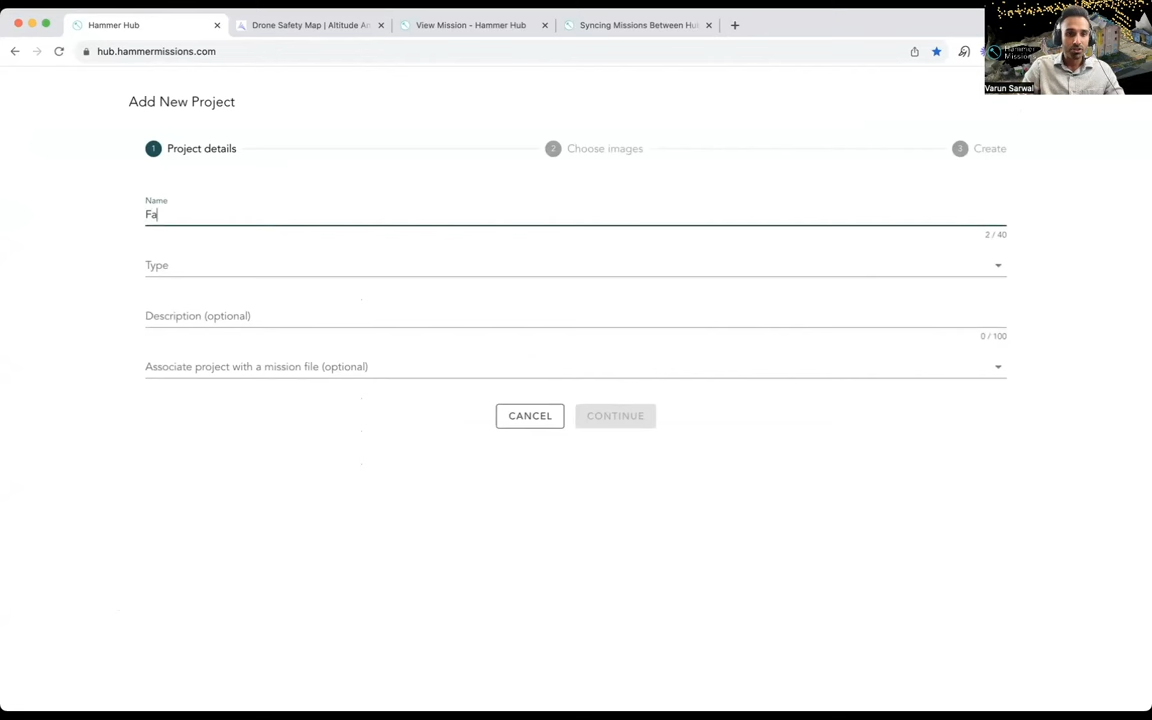 Hammer Hub
Drone Safety Map | Altitude An
View Mission - Hammer Hub
Syncing Missions Between Hu
hub.hammermissions.com
Hammer
Missions
Varun Sarwal
Add New Project
1 Project details
2 Choose images
3 Create
Name
Fa
2 / 40
Type
Description (optional)
0 / 100
Associate project with a mission file (optional)
CANCEL CONTINUE